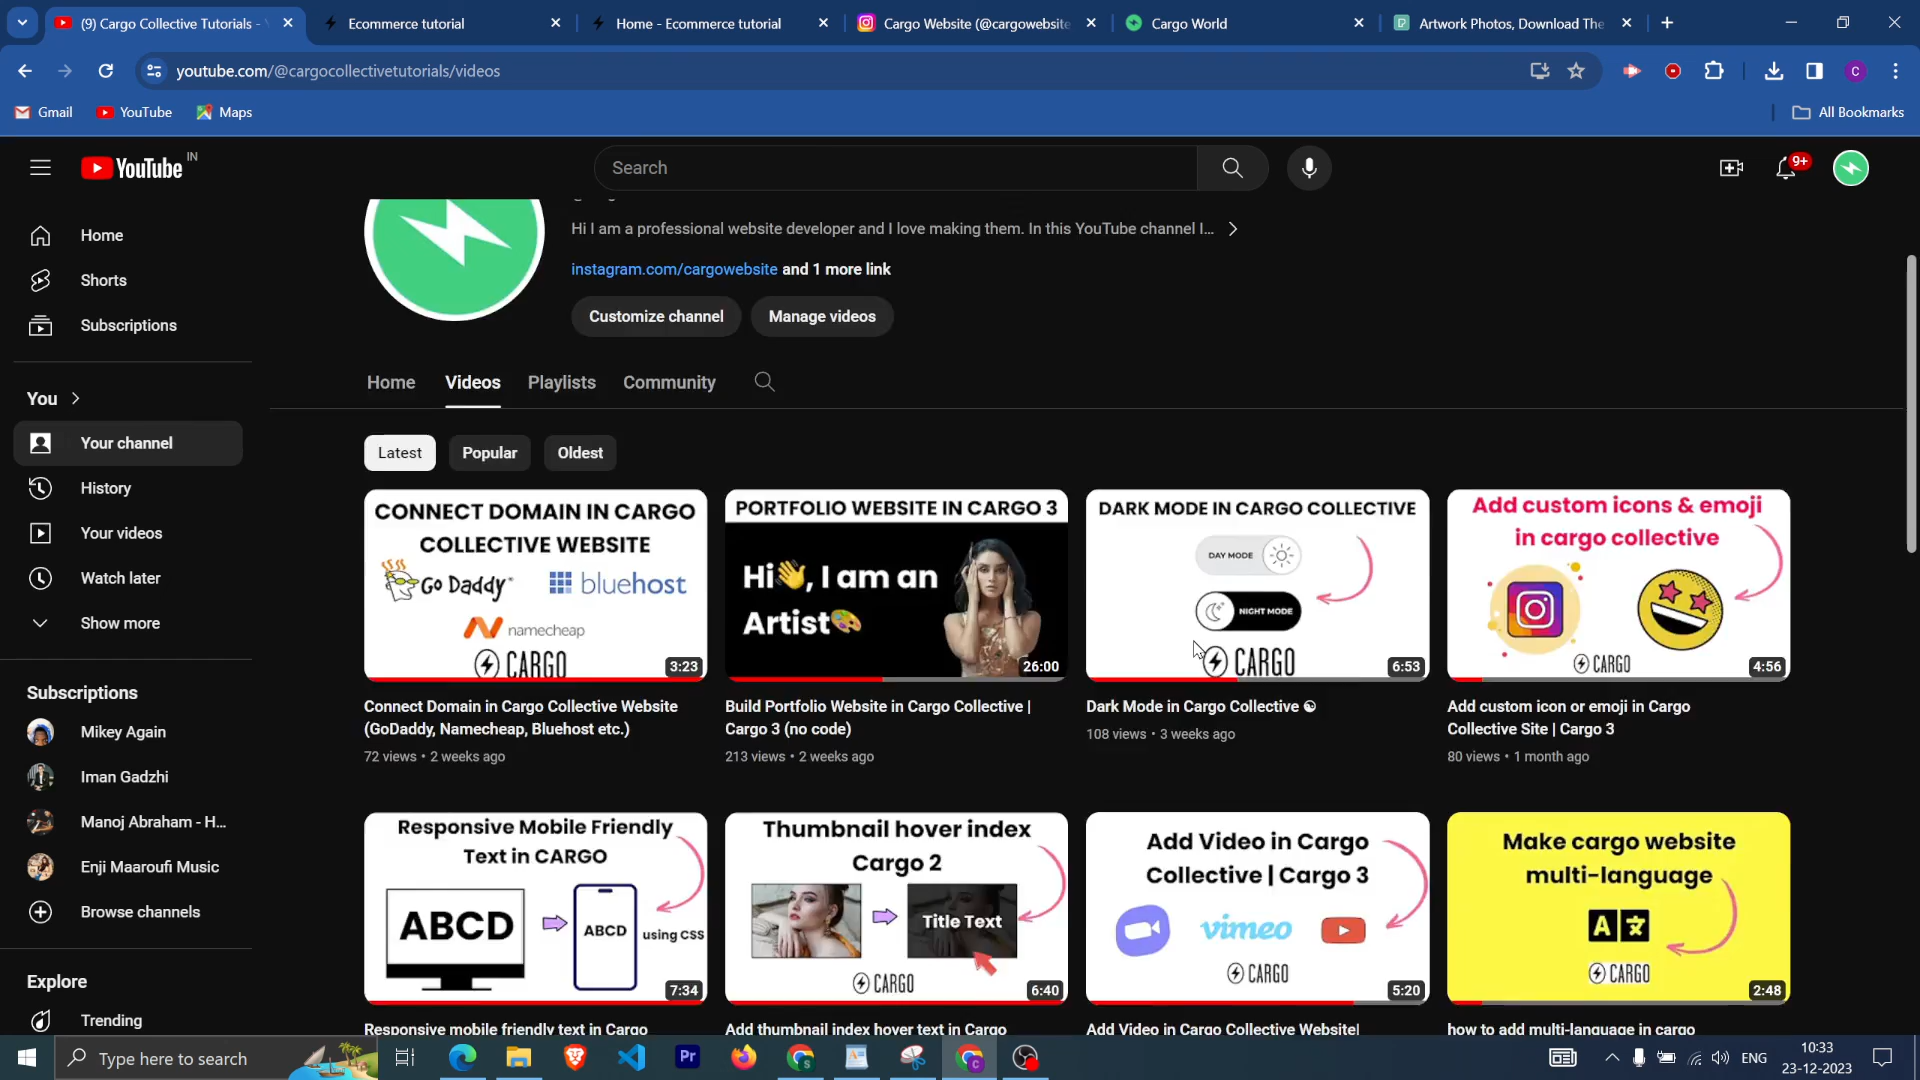 (9) Cargo Collective Tutorials -
Ecommerce tutorial
Home - Ecommerce tutorial
Cargo Website (@cargowebsite
Cargo World
Artwork Photos, Download The
youtube.com/@cargocollectivetutorials/videos
C
Gmail
YouTube
Maps
All Bookmarks
YouTube IN
Search
9+
Home
Shorts
Subscriptions
You
Your channel
History
Your videos
Watch later
Show more
Subscriptions
Mikey Again
Iman Gadzhi
Manoj Abraham - H...
Enji Maaroufi Music
Browse channels
Explore
Trending
Hi I am a professional website developer and I love making them. In this YouTube channel I...
instagram.com/cargowebsite and 1 more link
Customize channel
Manage videos
Home
Videos
Playlists
Community
Latest
Popular
Oldest
CONNECT DOMAIN IN CARGO
COLLECTIVE WEBSITE
Go Daddy
bluehost
namecheap
CARGO
3:23
Connect Domain in Cargo Collective Website
(GoDaddy, Namecheap, Bluehost etc.)
72 views • 2 weeks ago
PORTFOLIO WEBSITE IN CARGO 3
Hi👋, I am an
Artist🎨
26:00
Build Portfolio Website in Cargo Collective |
Cargo 3 (no code)
213 views • 2 weeks ago
DARK MODE IN CARGO COLLECTIVE
DAY MODE
NIGHT MODE
CARGO
6:53
Dark Mode in Cargo Collective ☯
108 views • 3 weeks ago
Add custom icons & emoji
in cargo collective
CARGO
4:56
Add custom icon or emoji in Cargo
Collective Site | Cargo 3
80 views • 1 month ago
Responsive Mobile Friendly
Text in CARGO
ABCD
ABCD
using CSS
7:34
Responsive mobile friendly text in Cargo
Thumbnail hover index
Cargo 2
Title Text
CARGO
6:40
Add thumbnail index hover text in Cargo
Add Video in Cargo
Collective | Cargo 3
vimeo
CARGO
5:20
Add Video in Cargo Collective Website|
Make cargo website
multi-language
A
CARGO
2:48
how to add multi-language in cargo
Type here to search
Pr
ENG
10:33
23-12-2023